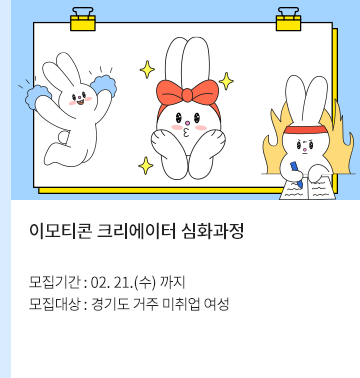 이모티콘 크리에이터 심화과정
모집기간 : 02. 21.(수) 까지
모집대상 : 경기도 거주 미취업 여성